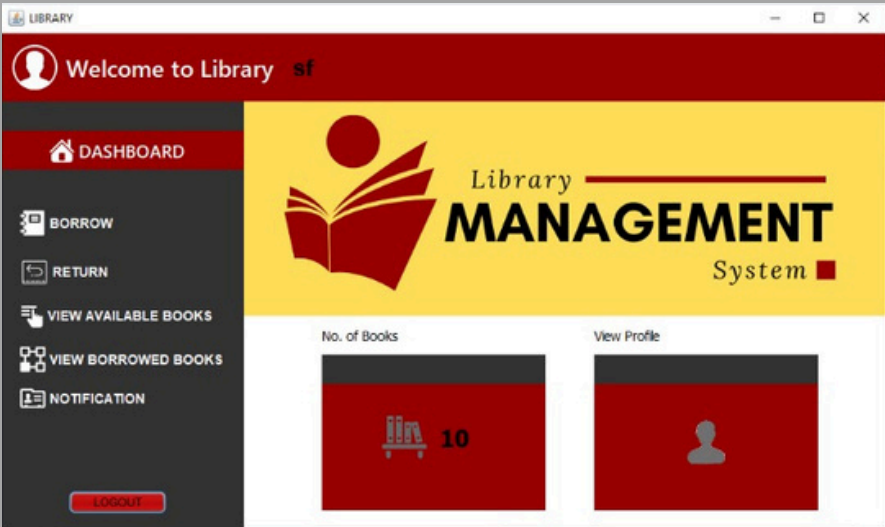 LIBRARY
Welcome to Library sf
DASHBOARD
BORROW
RETURN
VIEW AVAILABLE BOOKS
VIEW BORROWED BOOKS
NOTIFICATION
LOGOUT
Library
MANAGEMENT
System
No. of Books
View Profile
10